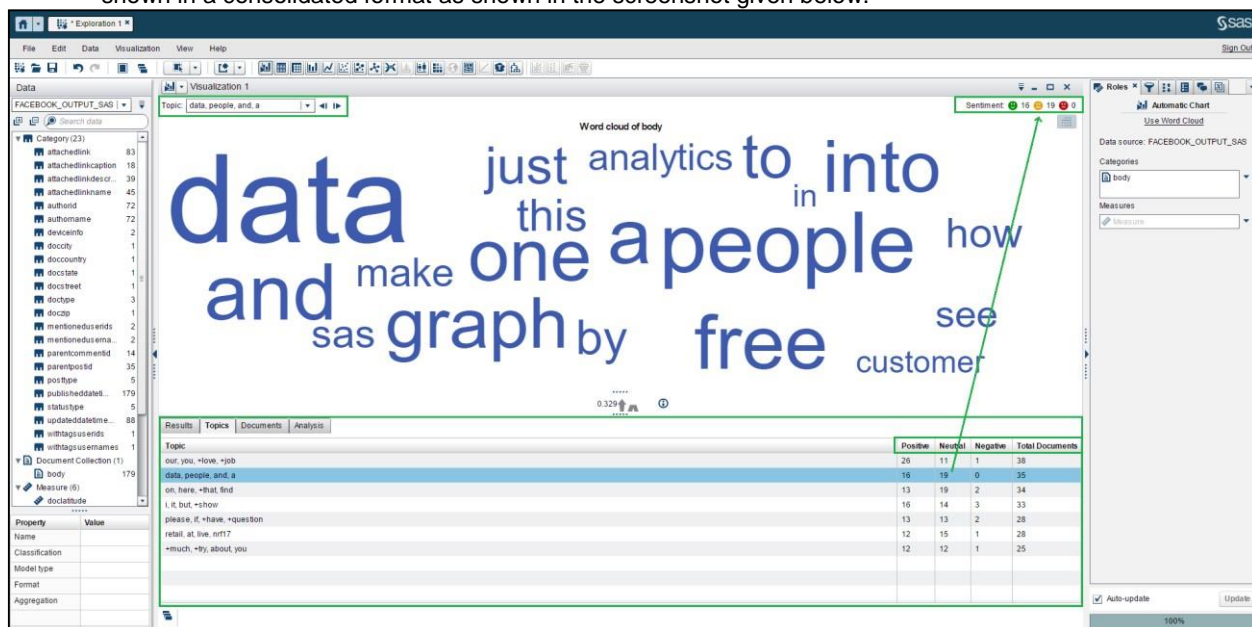 shown in a consolidated format as shown in the screenshot given below.
* Exploration 1
sas
File Edit Data Visualization View Help
Sign Out
Data
FACEBOOK_OUTPUT_SAS
Search data
Category (23)
attachedlink 83
attachedlinkcaption 18
attachedlinkdescr... 39
attachedlinkname 45
authorid 72
authorname 72
deviceinfo 2
doccity 1
doccountry 1
docstate 1
docstreet 1
doctype 3
doczip 1
mentioneduserids 2
mentioneduserna... 2
parentcommentid 14
parentpostid 35
posttype 5
publisheddateti... 179
statustype 5
updateddatetime... 88
withtagsuserids 1
withtagsusernames 1
Document Collection (1)
body 179
Measure (6)
doclatitude
Property Value
Name
Classification
Model type
Format
Aggregation
Visualization 1
Topic: data, people, and, a
Sentiment: 16 19 0
Word cloud of body
data just analytics to in into
this one a people how
and make
sas graph by free see
customer
0.329
Results Topics Documents Analysis
Topic Positive Neutral Negative Total Documents
our, you, +love, +job 26 11 1 38
data, people, and, a 16 19 0 35
on, here, +that, find 13 19 2 34
i, it, but, +show 16 14 3 33
please, if, +have, +question 13 13 2 28
retail, at, live, nrf17 12 15 1 28
+much, +try, about, you 12 12 1 25
Roles
Automatic Chart
Use Word Cloud
Data source: FACEBOOK_OUTPUT_SAS
Categories
body
Measures
Measure
Auto-update
Update
100%